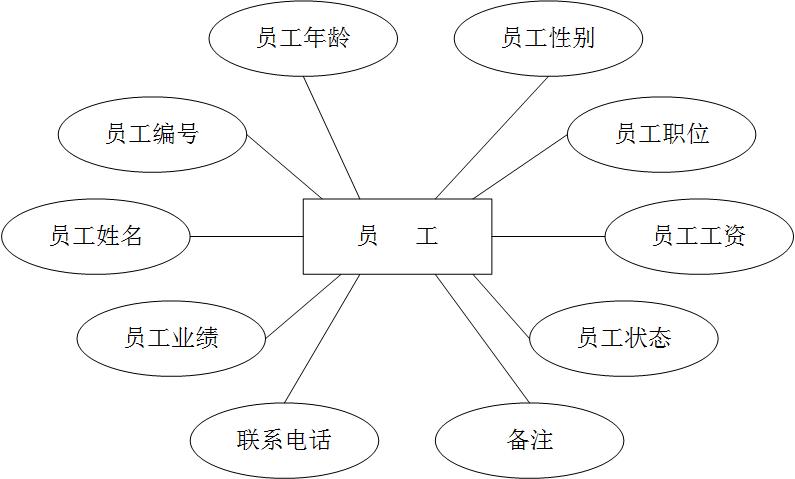 员工年龄
员工性别
员工编号
员工职位
员工姓名
员 工
员工工资
员工业绩
员工状态
联系电话
备注